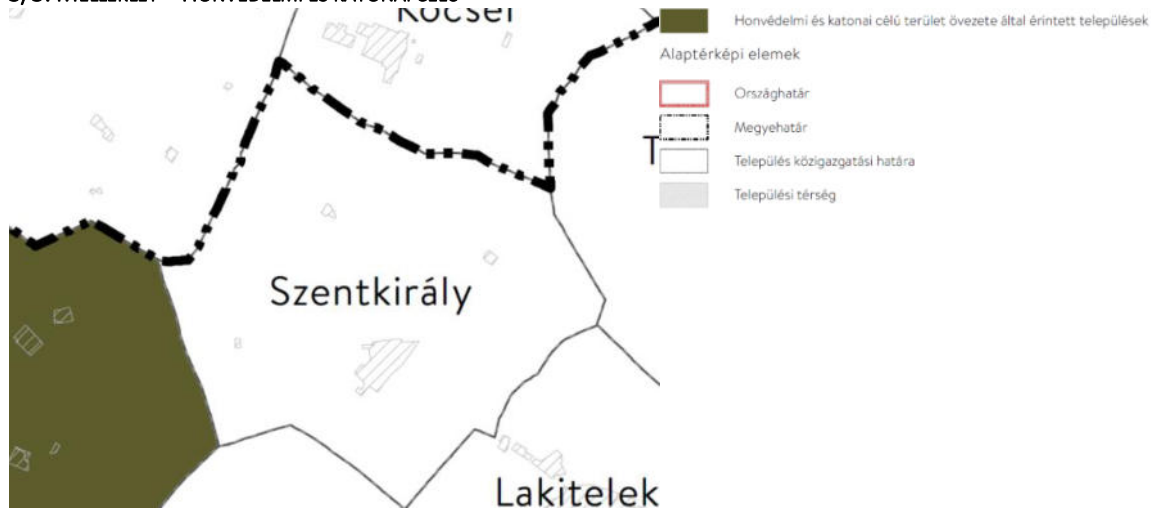 Kocsér
Honvédelmi és katonai célú terület övezete által érintett települések
Alaptérképi elemek
Országhatár
Megyehatár
T
Település közigazgatási határa
Települési térség
Szentkirály
Lakitelek